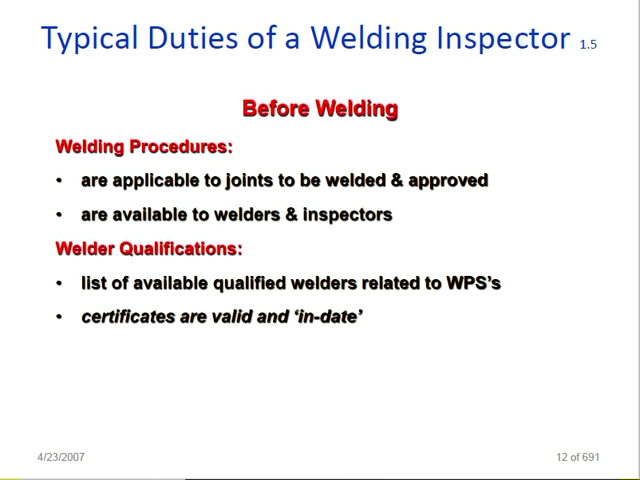 Typical Duties of a Welding Inspector 1.5
Before Welding
Welding Procedures:
• are applicable to joints to be welded & approved
• are available to welders & inspectors
Welder Qualifications:
• list of available qualified welders related to WPS’s
• certificates are valid and ‘in-date’
4/23/2007
12 of 691